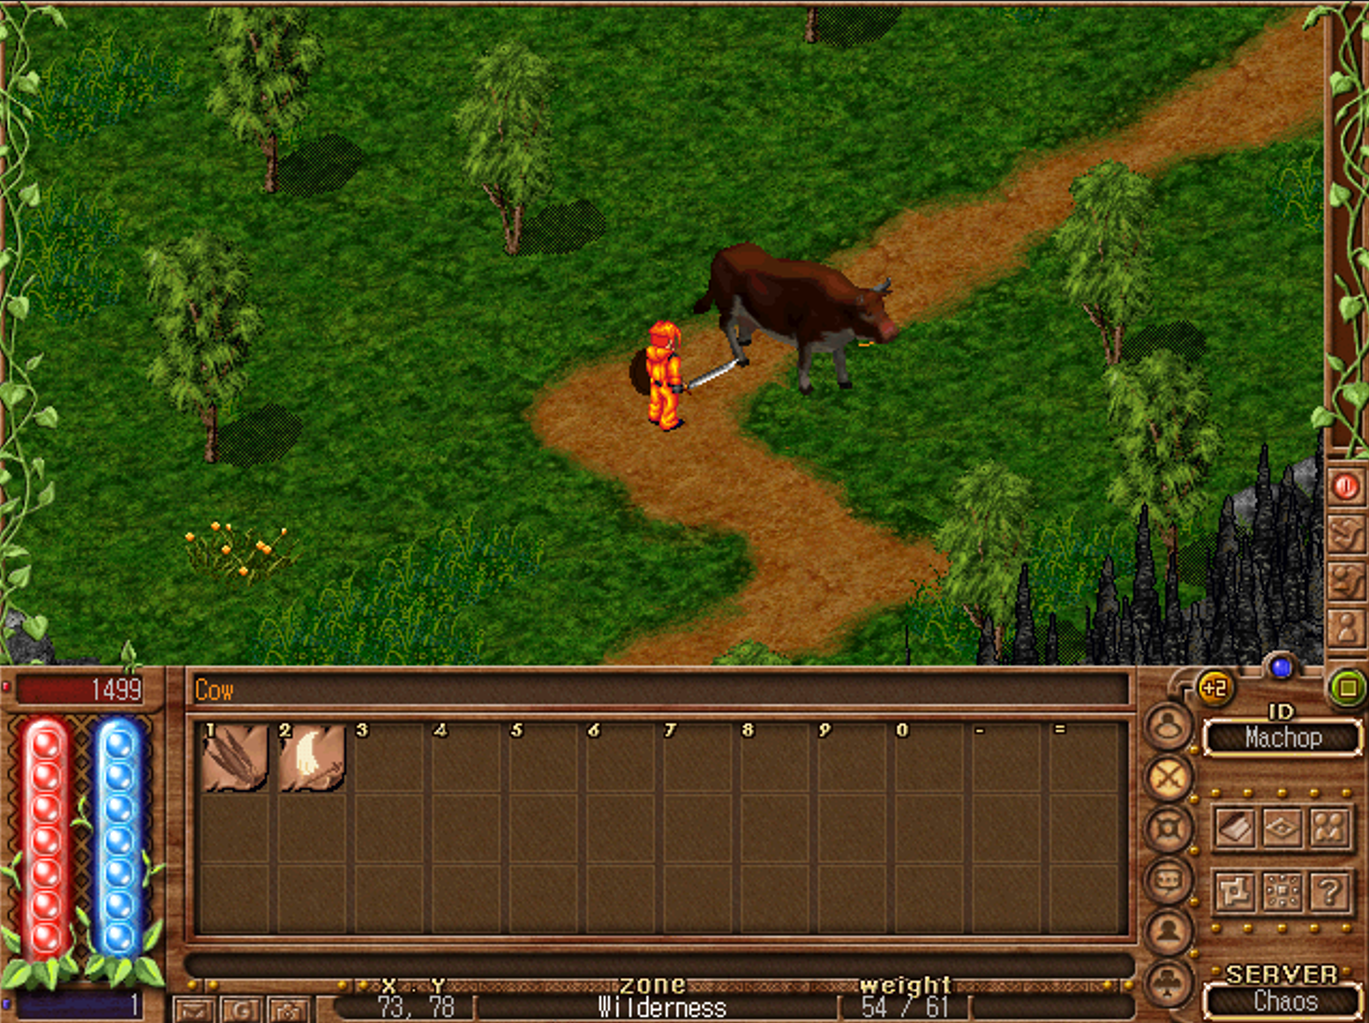 1499
Cow
+2
ID
Machop
1 2 3 4 5 6 7 8 9 0 - =
?
SERVER
Chaos
1
G
X . Y
73, 78
zone
Wilderness
weight
54 / 61